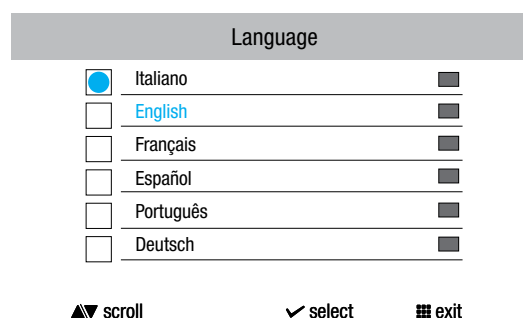 Language
Italiano
English
Français
Español
Português
Deutsch
scroll select exit